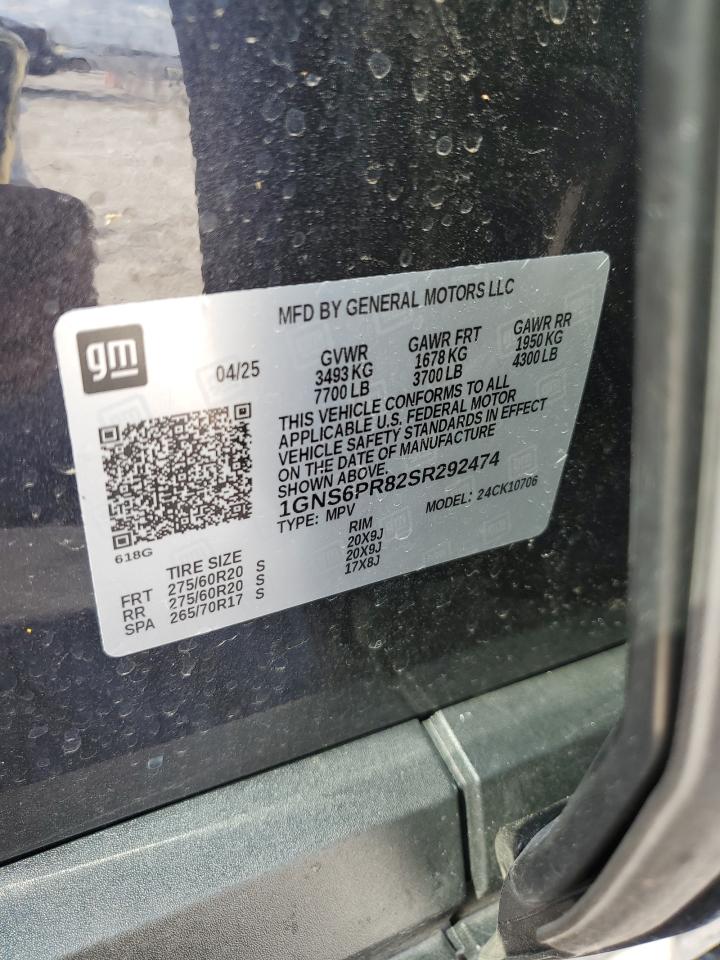 MFD BY GENERAL MOTORS LLC
gm
04/25
GVWR
3493 KG
7700 LB
GAWR FRT
1678 KG
3700 LB
GAWR RR
1950 KG
4300 LB
THIS VEHICLE CONFORMS TO ALL
APPLICABLE U.S. FEDERAL MOTOR
VEHICLE SAFETY STANDARDS IN EFFECT
ON THE DATE OF MANUFACTURE
SHOWN ABOVE.
1GNS6PR82SR292474
TYPE: MPV
MODEL: 24CK10706
618G
TIRE SIZE RIM
FRT 275/60R20 S 20X9J
RR 275/60R20 S 20X9J
SPA 265/70R17 S 17X8J